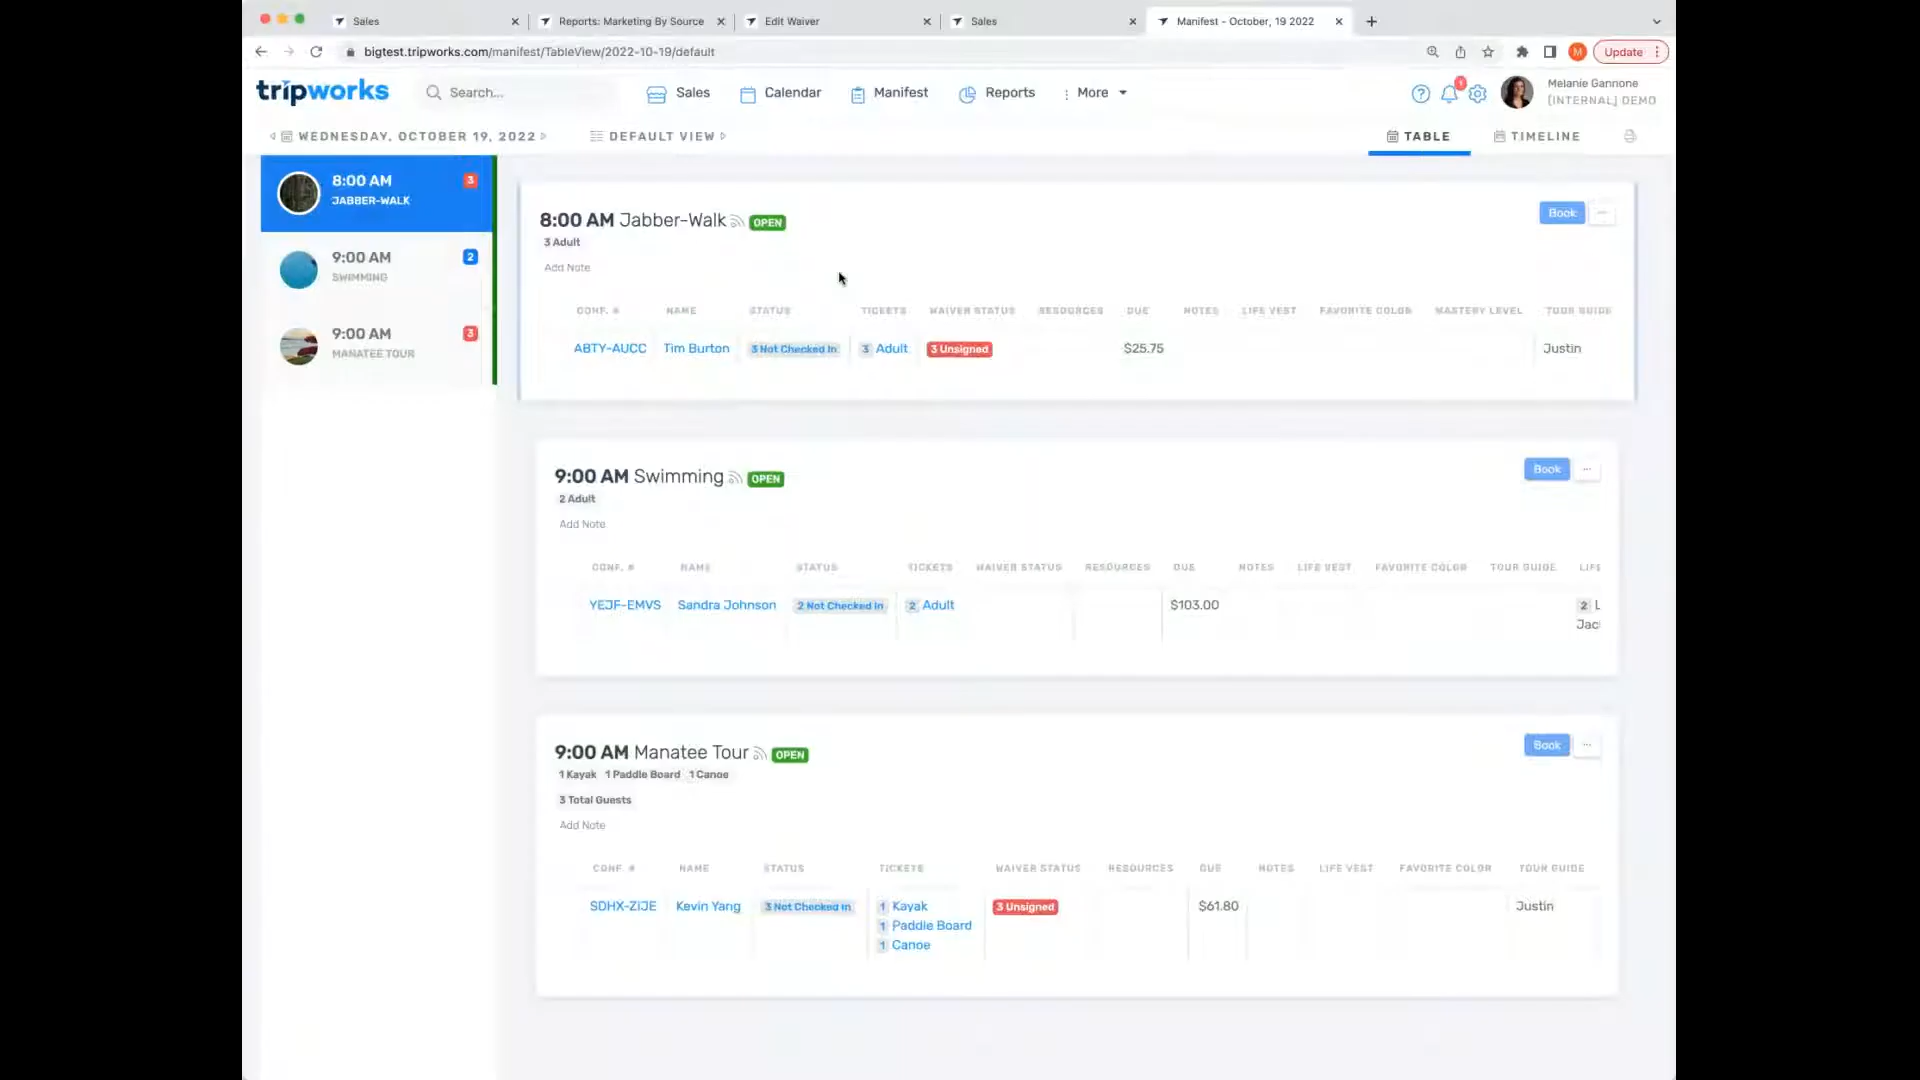 Sales
Reports: Marketing By Source
Edit Waiver
Sales
Manifest - October, 19 2022
bigtest.tripworks.com/manifest/TableView/2022-10-19/default
M
Update
tripworks
Search...
Sales
Calendar
Manifest
Reports
More
1
Melanie Gannone
[INTERNAL] DEMO
WEDNESDAY, OCTOBER 19, 2022
DEFAULT VIEW
TABLE
TIMELINE
8:00 AM
3
JABBER-WALK
9:00 AM
2
SWIMMING
9:00 AM
3
MANATEE TOUR
8:00 AM Jabber-Walk OPEN
Book
3 Adult
Add Note
CONF. # NAME STATUS TICKETS WAIVER STATUS RESOURCES DUE NOTES LIFE VEST FAVORITE COLOR MASTERY LEVEL TOUR GUIDE
ABTY-AUCC Tim Burton 3 Not Checked In 3 Adult 3 Unsigned $25.75 Justin
9:00 AM Swimming OPEN
Book
2 Adult
Add Note
CONF. # NAME STATUS TICKETS WAIVER STATUS RESOURCES DUE NOTES LIFE VEST FAVORITE COLOR TOUR GUIDE LIFE
YEJF-EMVS Sandra Johnson 2 Not Checked In 2 Adult $103.00 2 L
Jac
9:00 AM Manatee Tour OPEN
Book
1 Kayak 1 Paddle Board 1 Canoe
3 Total Guests
Add Note
CONF. # NAME STATUS TICKETS WAIVER STATUS RESOURCES DUE NOTES LIFE VEST FAVORITE COLOR TOUR GUIDE
SDHX-ZIJE Kevin Yang 3 Not Checked In 1 Kayak 3 Unsigned $61.80 Justin
1 Paddle Board
1 Canoe